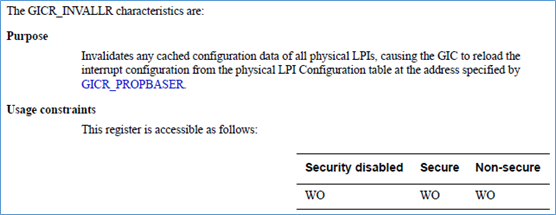 The GICR_INVALLR characteristics are:
Purpose
Invalidates any cached configuration data of all physical LPIs, causing the GIC to reload the
interrupt configuration from the physical LPI Configuration table at the address specified by
GICR_PROPBASER.
Usage constraints
This register is accessible as follows:
Security disabled Secure Non-secure
WO WO WO